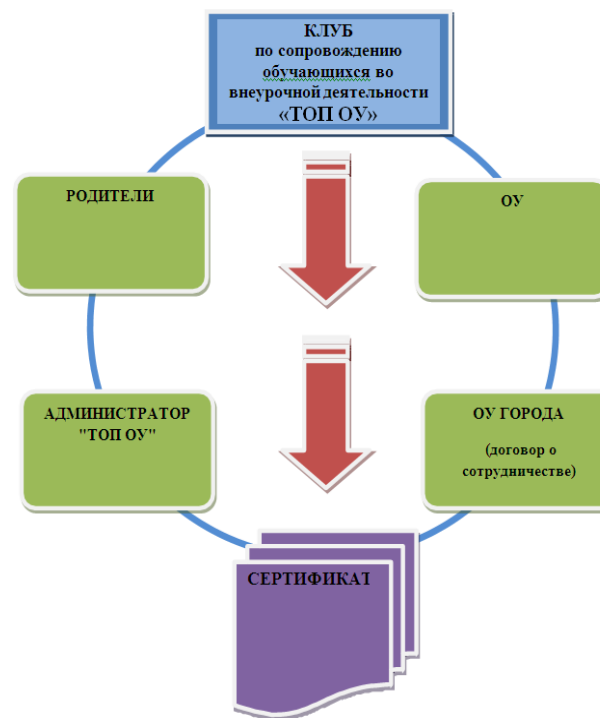 КЛУБ
по сопровождению
обучающихся во
внеурочной деятельности
«ТОП ОУ»
РОДИТЕЛИ
ОУ
АДМИНИСТРАТОР
"ТОП ОУ"
ОУ ГОРОДА
(договор о
сотрудничестве)
СЕРТИФИКАТ